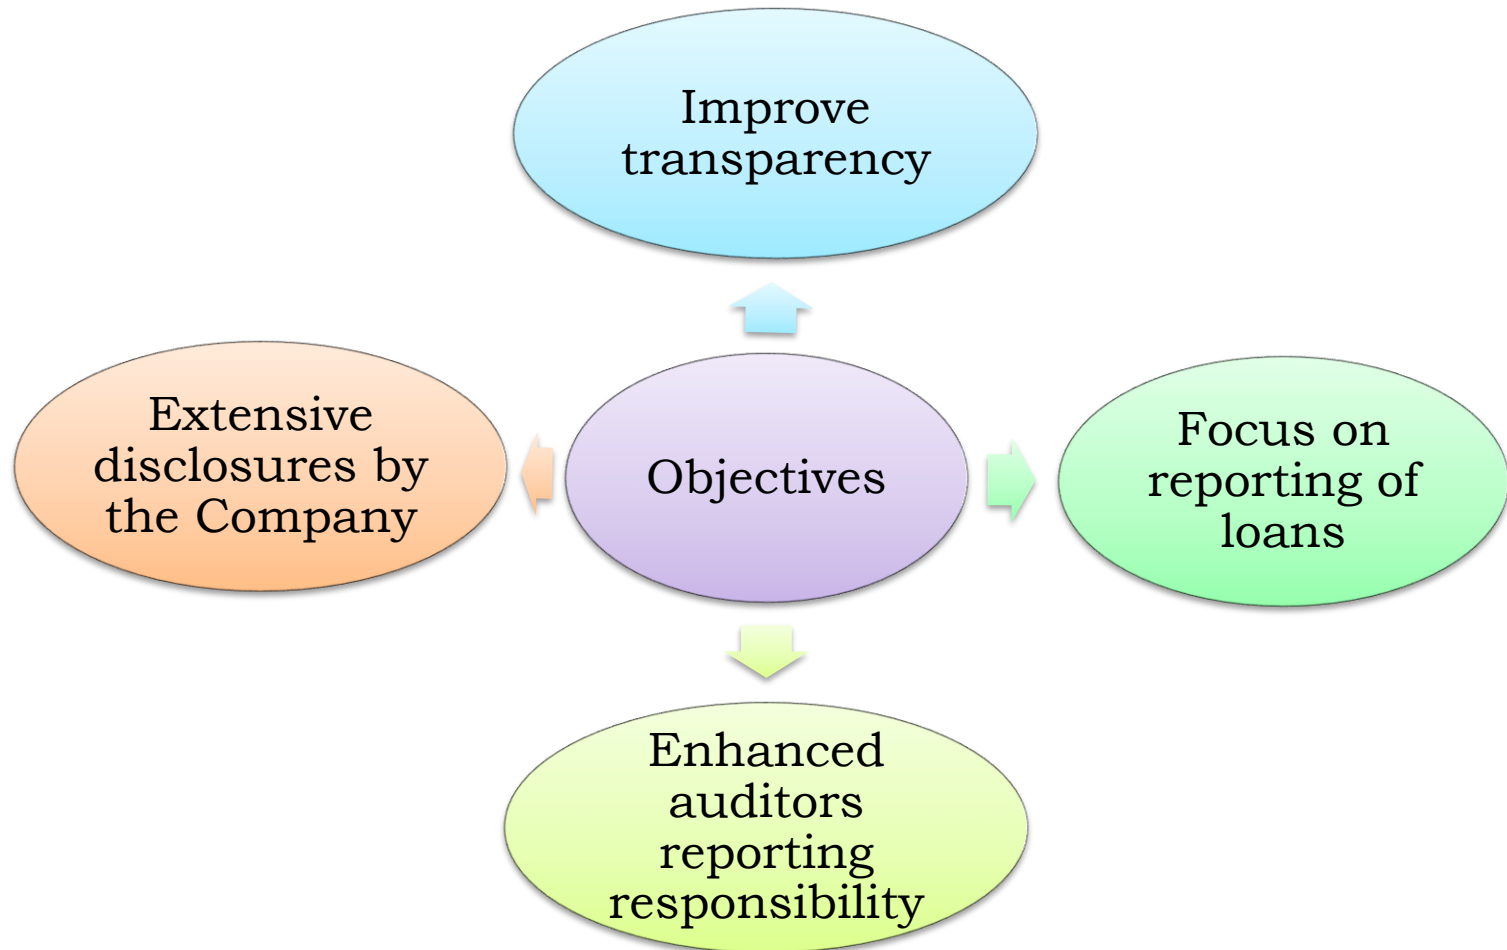 Improve
transparency
Extensive
disclosures by
the Company
Objectives
Focus on
reporting of
loans
Enhanced
auditors
reporting
responsibility